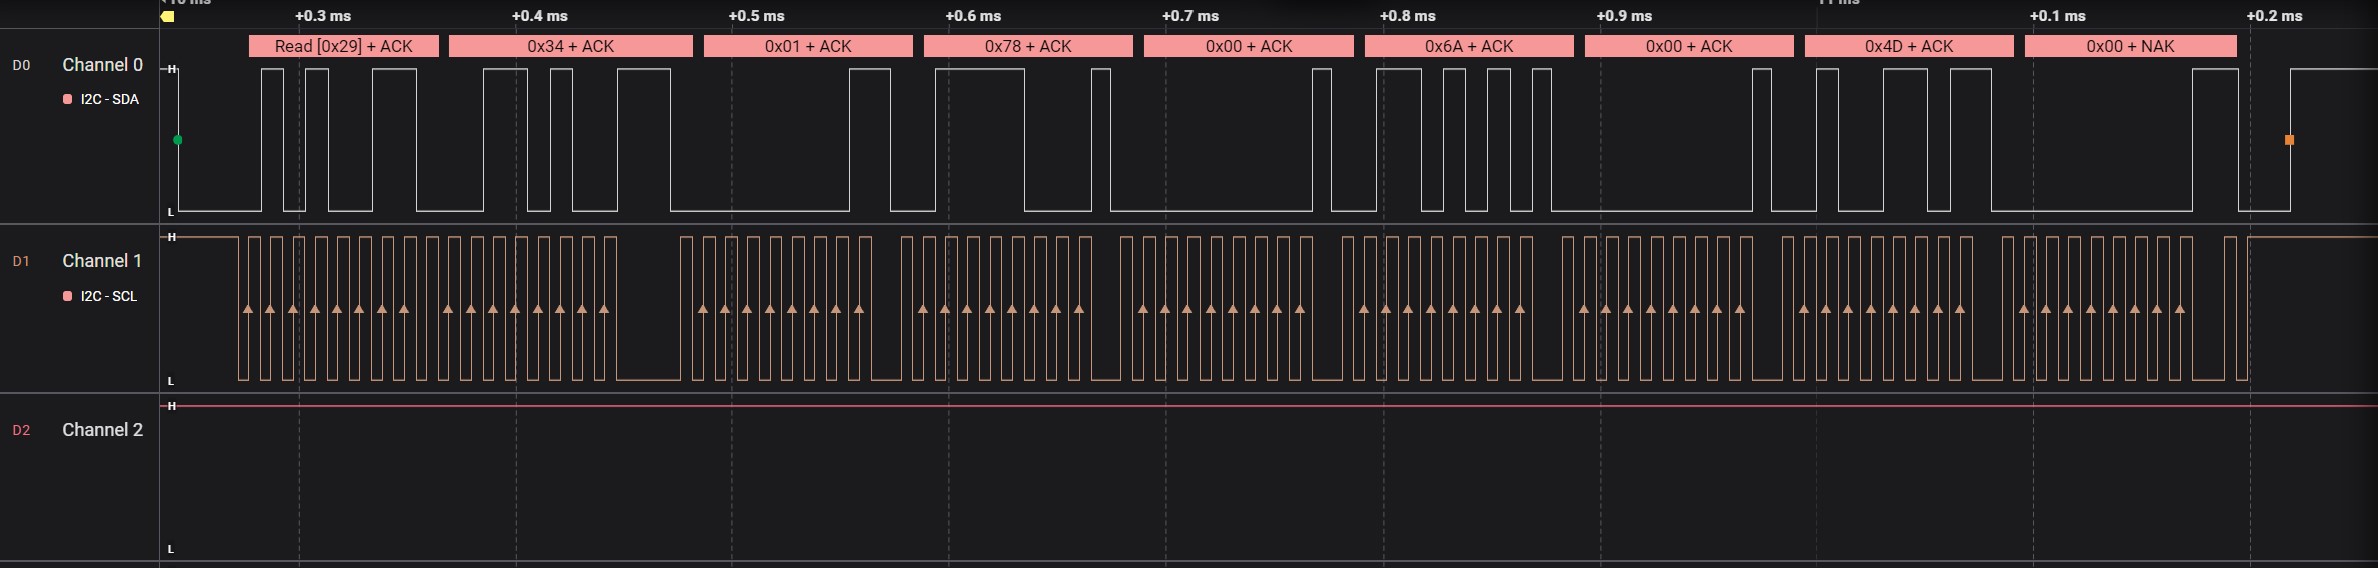 +0.3 ms +0.4 ms +0.5 ms +0.6 ms +0.7 ms +0.8 ms +0.9 ms +0.1 ms +0.2 ms
Read [0x29] + ACK 0x34 + ACK 0x01 + ACK 0x78 + ACK 0x00 + ACK 0x6A + ACK 0x00 + ACK 0x4D + ACK 0x00 + NAK
D0 Channel 0 H
I2C - SDA
L
H
D1 Channel 1
I2C - SCL
L
H
D2 Channel 2
L